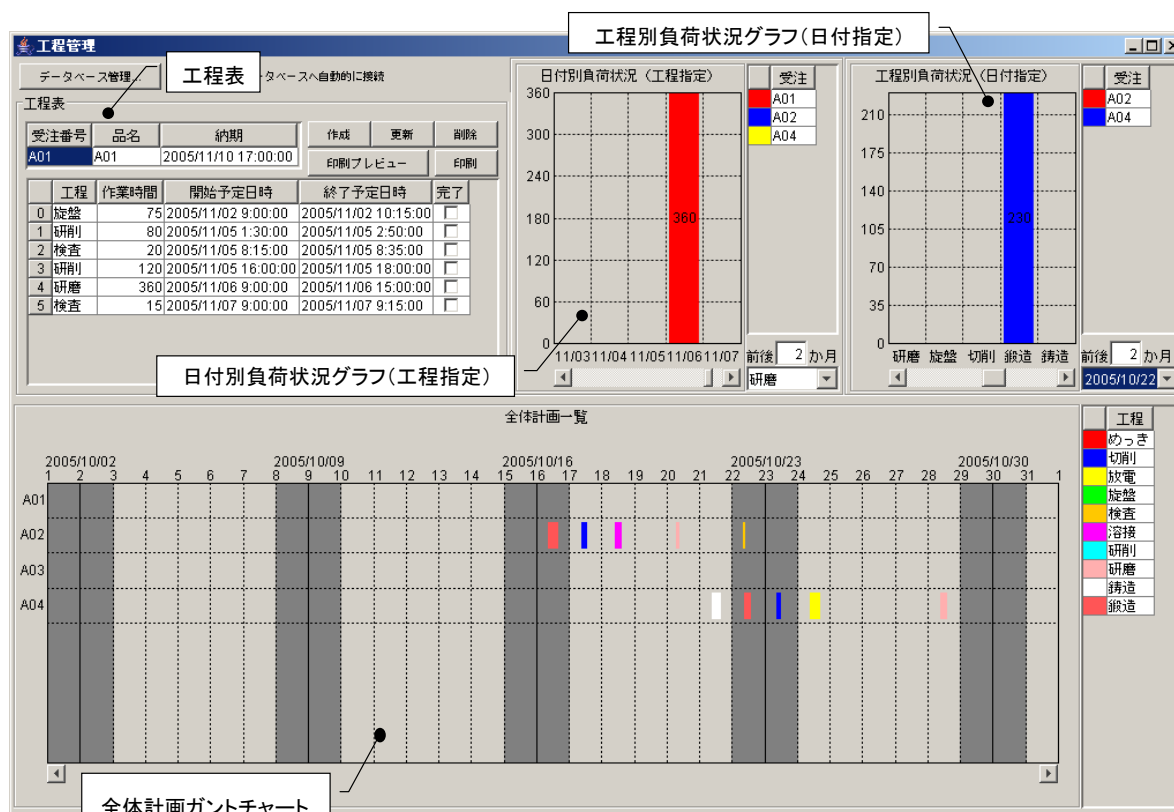 工程別負荷状況グラフ(日付指定)
工程管理
データベース管理...
工程表
タベースへ自動的に接続
工程表
受注番号 品名 納期
A01 A01 2005/11/10 17:00:00
作成 更新 削除
印刷プレビュー 印刷
工程 作業時間 開始予定日時 終了予定日時 完了
0 旋盤 75 2005/11/02 9:00:00 2005/11/02 10:15:00
1 研削 80 2005/11/05 1:30:00 2005/11/05 2:50:00
2 検査 20 2005/11/05 8:15:00 2005/11/05 8:35:00
3 研削 120 2005/11/05 16:00:00 2005/11/05 18:00:00
4 研磨 360 2005/11/06 9:00:00 2005/11/06 15:00:00
5 検査 15 2005/11/07 9:00:00 2005/11/07 9:15:00
日付別負荷状況グラフ(工程指定)
日付別負荷状況（工程指定）
360
300
240
180
120
60
0
360
11/03 11/04 11/05 11/06 11/07
受注
A01
A02
A04
前後 2 か月
研磨
工程別負荷状況（日付指定）
210
175
140
105
70
35
0
230
研磨 旋盤 切削 鍛造 鋳造
受注
A02
A04
前後 2 か月
2005/10/22
全体計画一覧
2005/10/02 2005/10/09 2005/10/16 2005/10/23 2005/10/30
1 2 3 4 5 6 7 8 9 10 11 12 13 14 15 16 17 18 19 20 21 22 23 24 25 26 27 28 29 30 31 1
A01
A02
A03
A04
工程
めっき
切削
放電
旋盤
検査
溶接
研削
研磨
鋳造
鍛造
全体計画ガントチャート